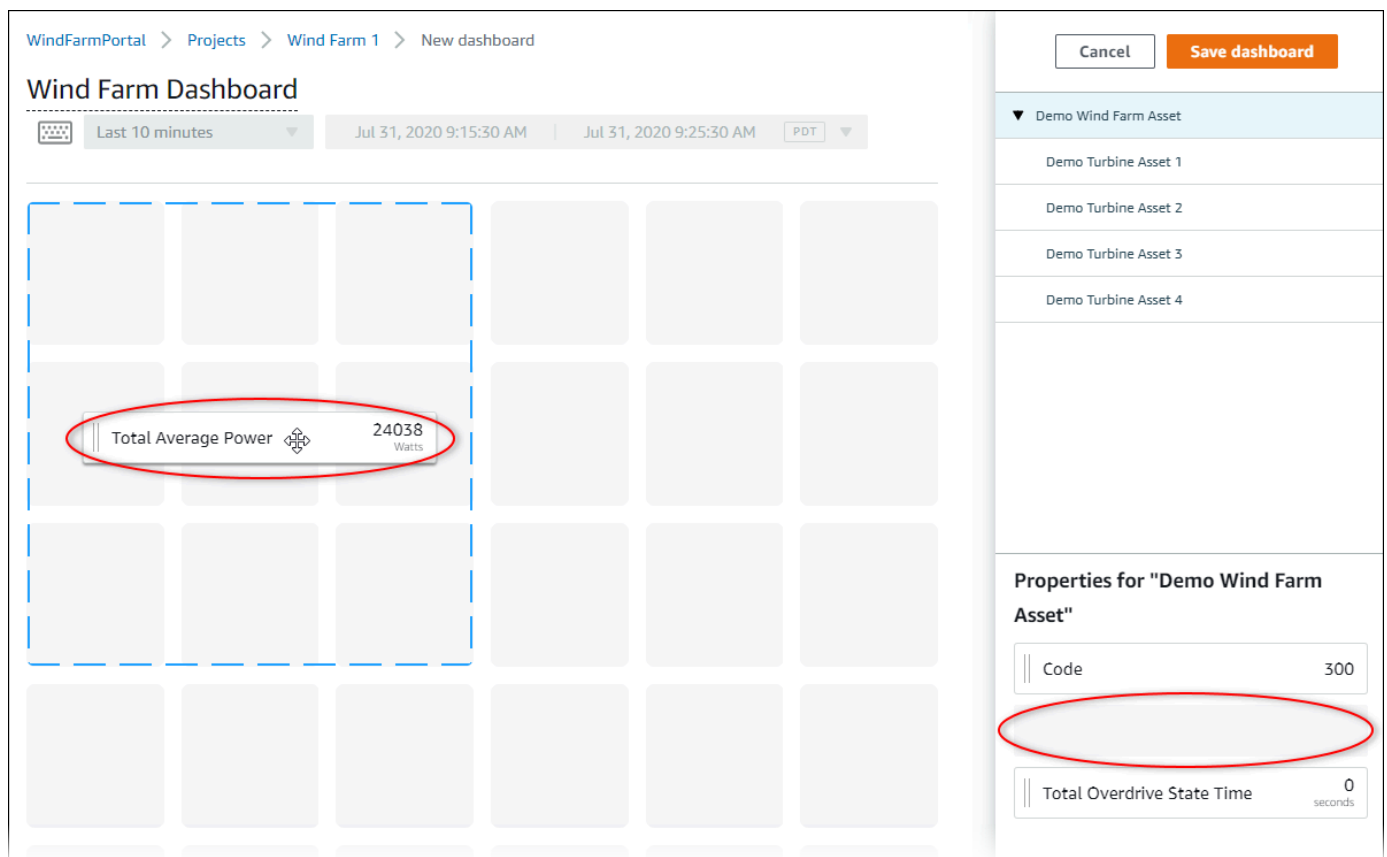 WindFarmPortal > Projects > Wind Farm 1 > New dashboard
Wind Farm Dashboard
Last 10 minutes Jul 31, 2020 9:15:30 AM Jul 31, 2020 9:25:30 AM PDT
Total Average Power 24038
Watts
Cancel Save dashboard
Demo Wind Farm Asset
Demo Turbine Asset 1
Demo Turbine Asset 2
Demo Turbine Asset 3
Demo Turbine Asset 4
Properties for "Demo Wind Farm
Asset"
Code 300
Total Overdrive State Time 0
seconds